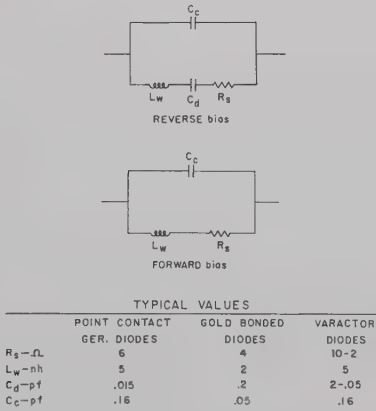 Cc
Lw Cd Rs
REVERSE bias
Cc
Lw Rs
FORWARD bias
TYPICAL VALUES
POINT CONTACT GOLD BONDED VARACTOR
GER. DIODES DIODES DIODES
Rs—Ω 6 4 10-2
Lw—nh 5 2 5
Cd—pf .015 .2 2-.05
Cc—pf .16 .05 .16